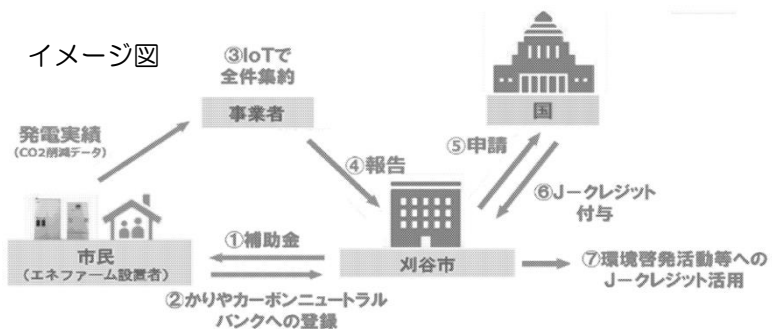 イメージ図
③IoTで
全件集約
事業者
国
発電実績
(CO2削減データ)
④報告
⑤申請
⑥J－クレジット
付与
①補助金
市民
(エネファーム設置者)
刈谷市
⑦環境啓発活動等への
J－クレジット活用
②かりやカーボンニュートラル
バンクへの登録